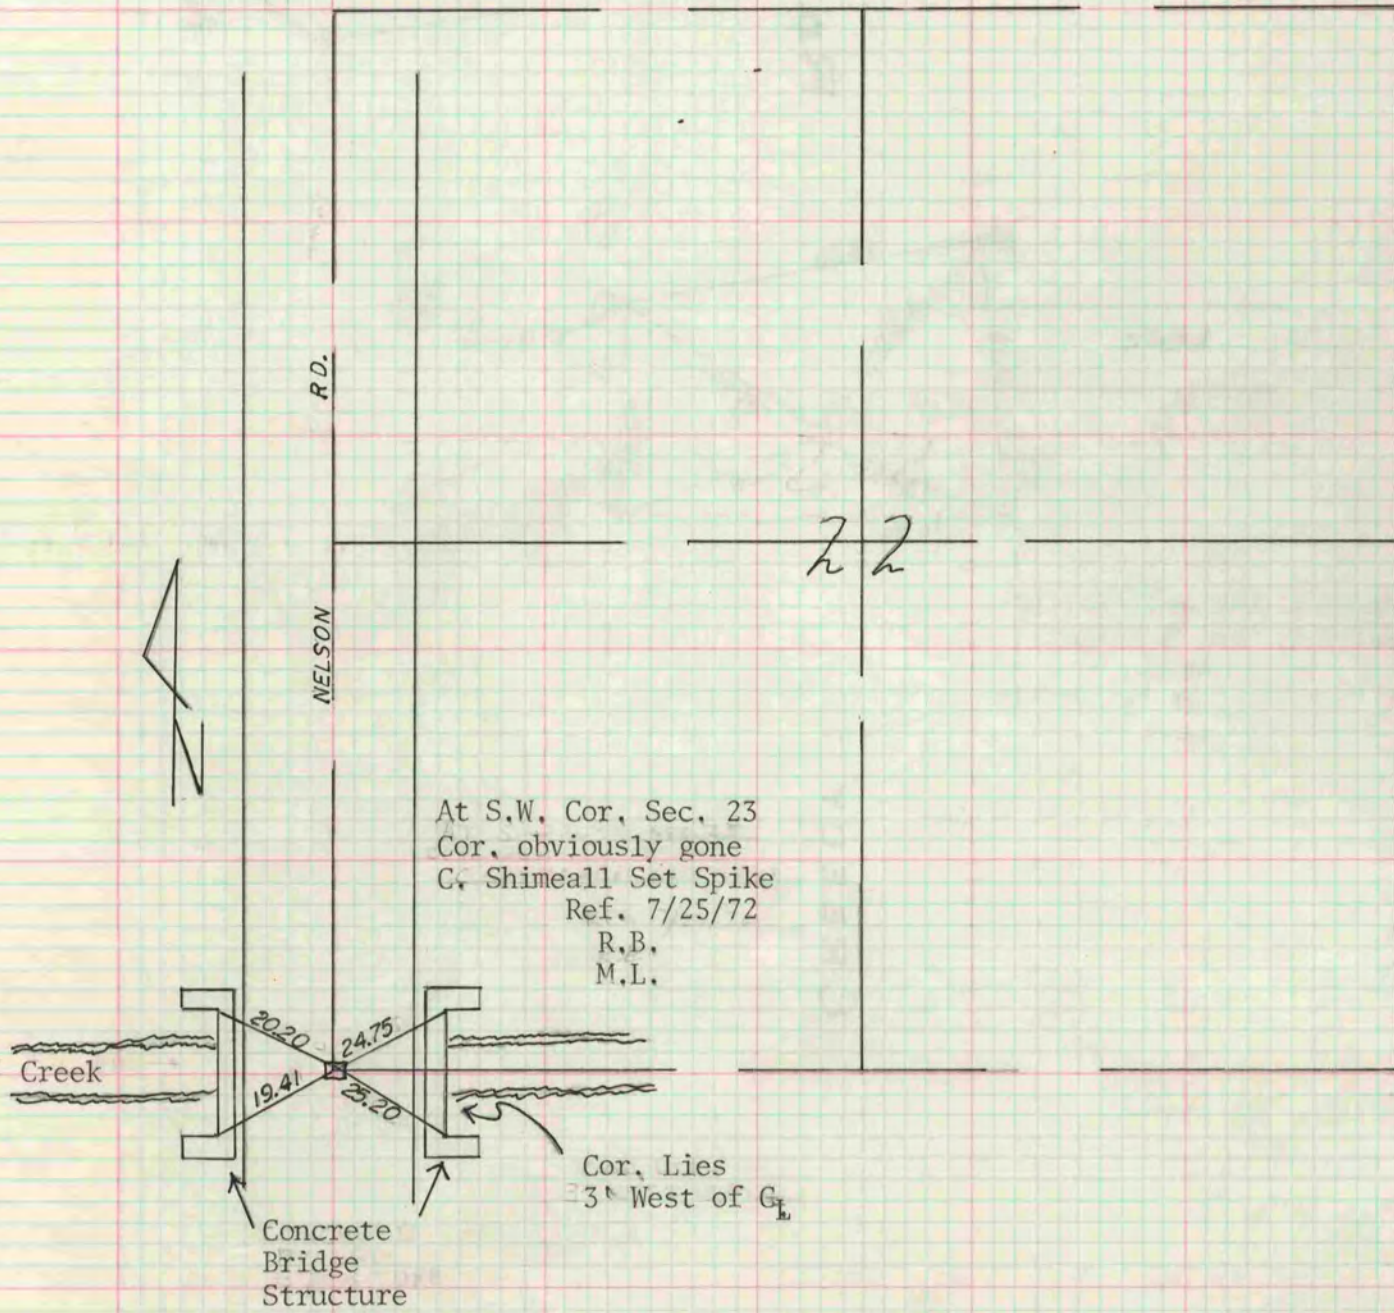 RD.
22
NELSON
N
At S.W. Cor. Sec. 23
Cor. obviously gone
C. Shimeall Set Spike
Ref. 7/25/72
R.B.
M.L.
20.20
24.75
Creek
19.41
25.20
Cor. Lies
3' West of
Concrete
Bridge
Structure